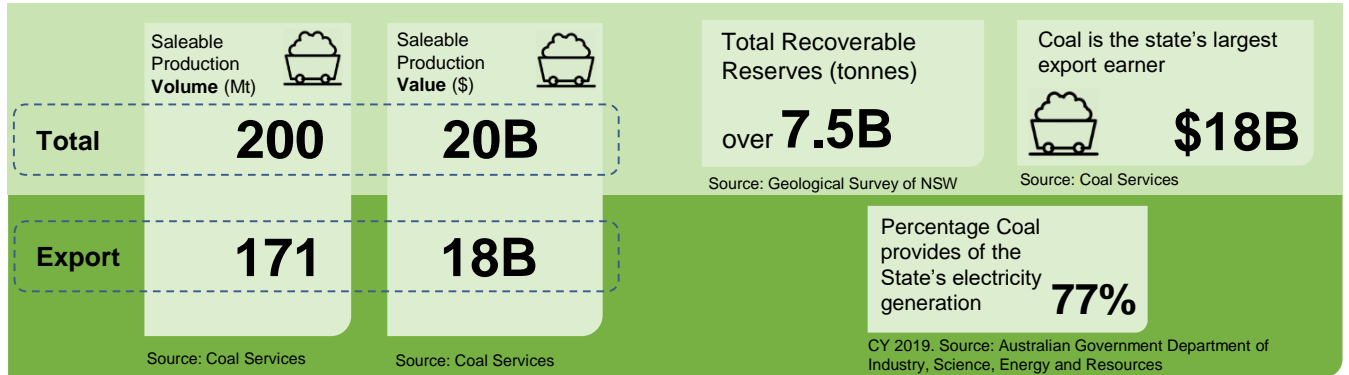 Saleable
Production
Volume (Mt)
Saleable
Production
Value ($)
Total
200
20B
Export
171
18B
Source: Coal Services
Source: Coal Services
Total Recoverable
Reserves (tonnes)
over 7.5B
Source: Geological Survey of NSW
Coal is the state's largest
export earner
$18B
Source: Coal Services
Percentage Coal
provides of the
State's electricity
generation
77%
CY 2019. Source: Australian Government Department of
Industry, Science, Energy and Resources